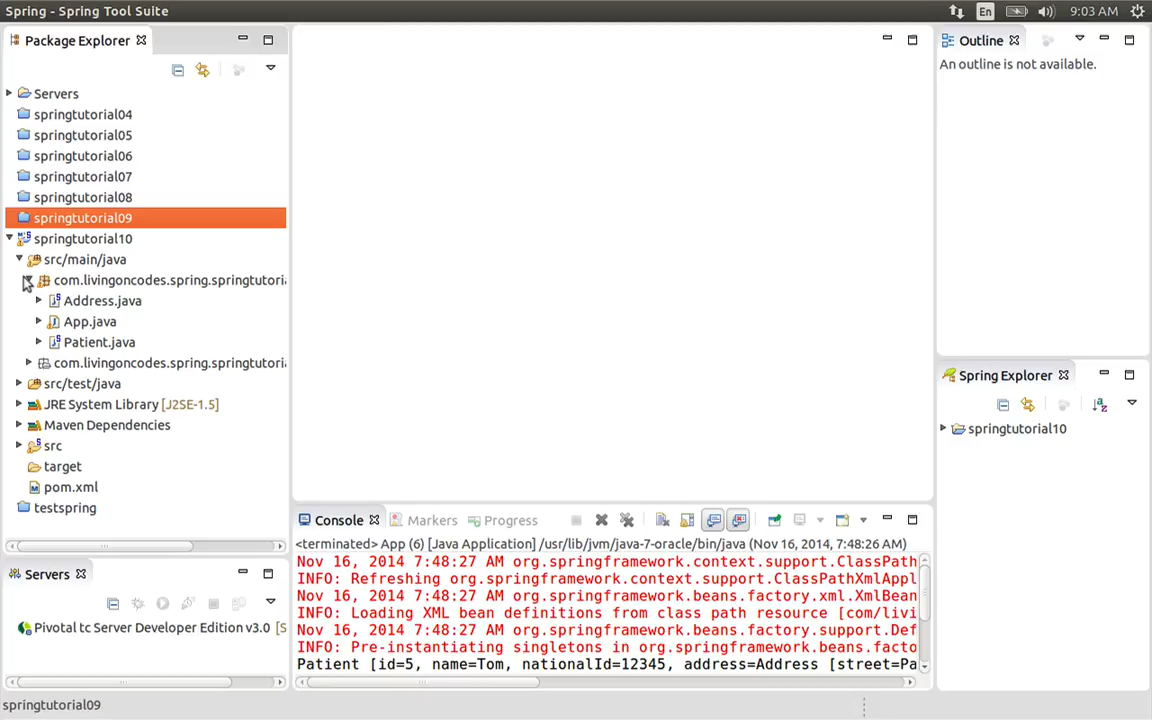 Spring - Spring Tool Suite
En
9:03 AM
Package Explorer
Servers
springtutorial04
springtutorial05
springtutorial06
springtutorial07
springtutorial08
springtutorial09
springtutorial10
src/main/java
com.livingoncodes.spring.springtutoria
Address.java
App.java
Patient.java
com.livingoncodes.spring.springtutoria
src/test/java
JRE System Library [J2SE-1.5]
Maven Dependencies
src
target
pom.xml
testspring
Servers
Pivotal tc Server Developer Edition v3.0 [S
springtutorial09
Console
Markers
Progress
<terminated> App (6) [Java Application] /usr/lib/jvm/java-7-oracle/bin/java (Nov 16, 2014 7:48:26 AM)
Nov 16, 2014 7:48:27 AM org.springframework.context.support.ClassPath
INFO: Refreshing org.springframework.context.support.ClassPathXmlAppl
Nov 16, 2014 7:48:27 AM org.springframework.beans.factory.xml.XmlBean
INFO: Loading XML bean definitions from class path resource [com/livi
Nov 16, 2014 7:48:27 AM org.springframework.beans.factory.support.Def
INFO: Pre-instantiating singletons in org.springframework.beans.facto
Patient [id=5, name=Tom, nationalId=12345, address=Address [street=Pa
Outline
An outline is not available.
Spring Explorer
springtutorial10